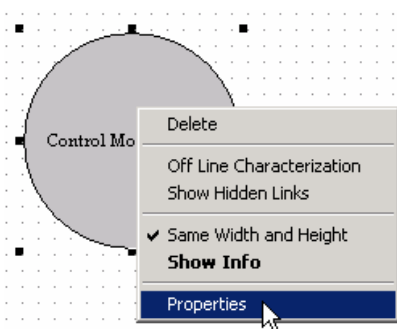 Control Mo
Delete
Off Line Characterization
Show Hidden Links
Same Width and Height
Show Info
Properties